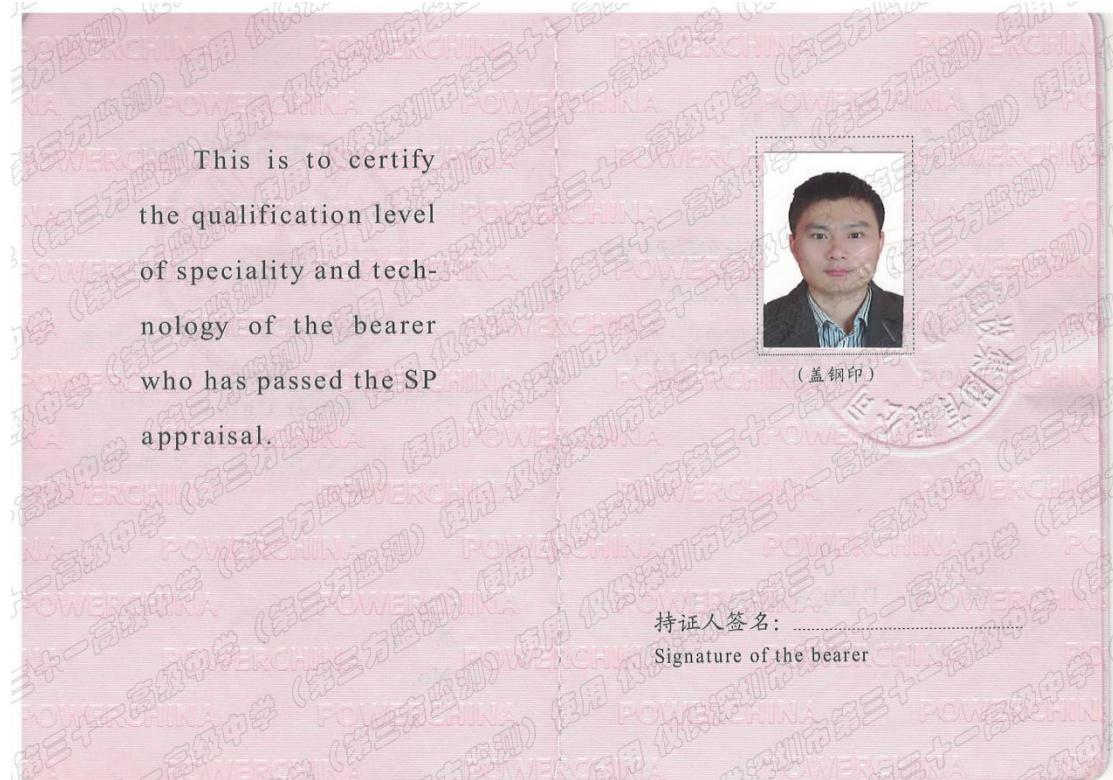 This is to certify
the qualification level
of speciality and tech-
nology of the bearer
who has passed the SP
appraisal.
(盖钢印)
持证人签名:
Signature of the bearer
POWERCHINA
仅供深圳市第三十一高级中学(第三方监测)使用